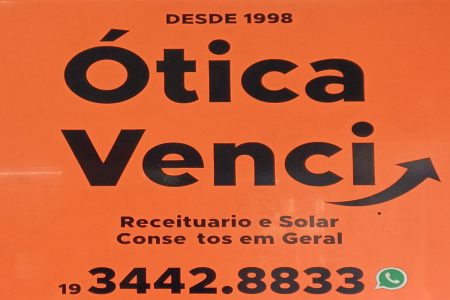 DESDE 1998
Ótica
Venci
Receituario e Solar
Conse tos em Geral
19 3442.8833